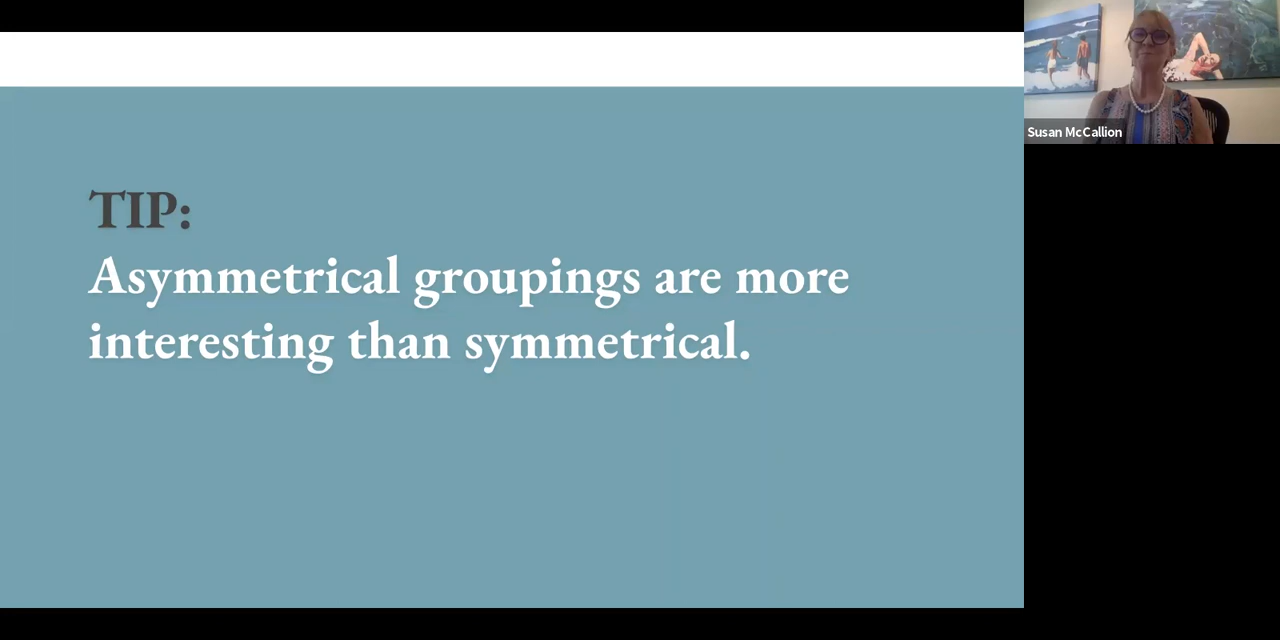 TIP:
Asymmetrical groupings are more
interesting than symmetrical.
Susan McCallion